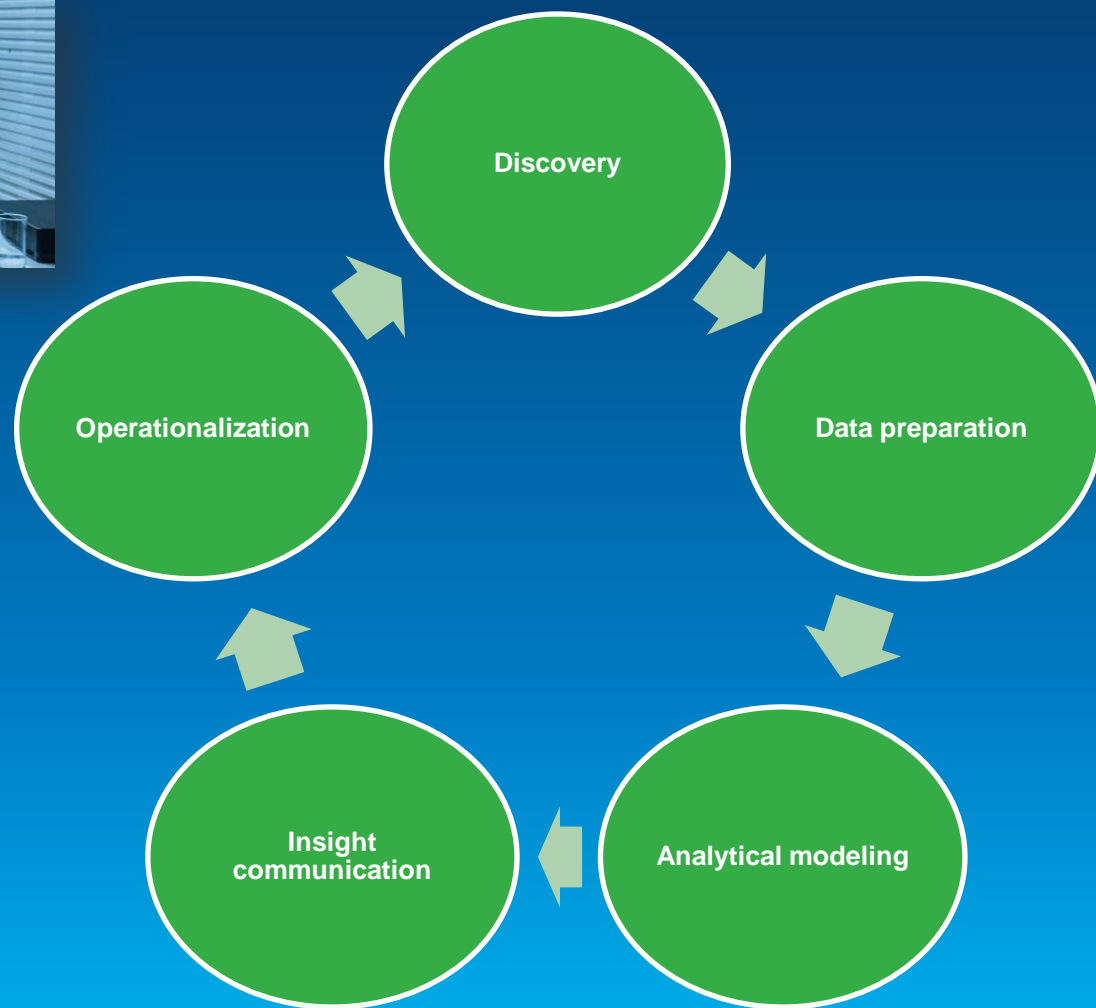 Discovery
Data preparation
Analytical modeling
Insight
communication
Operationalization